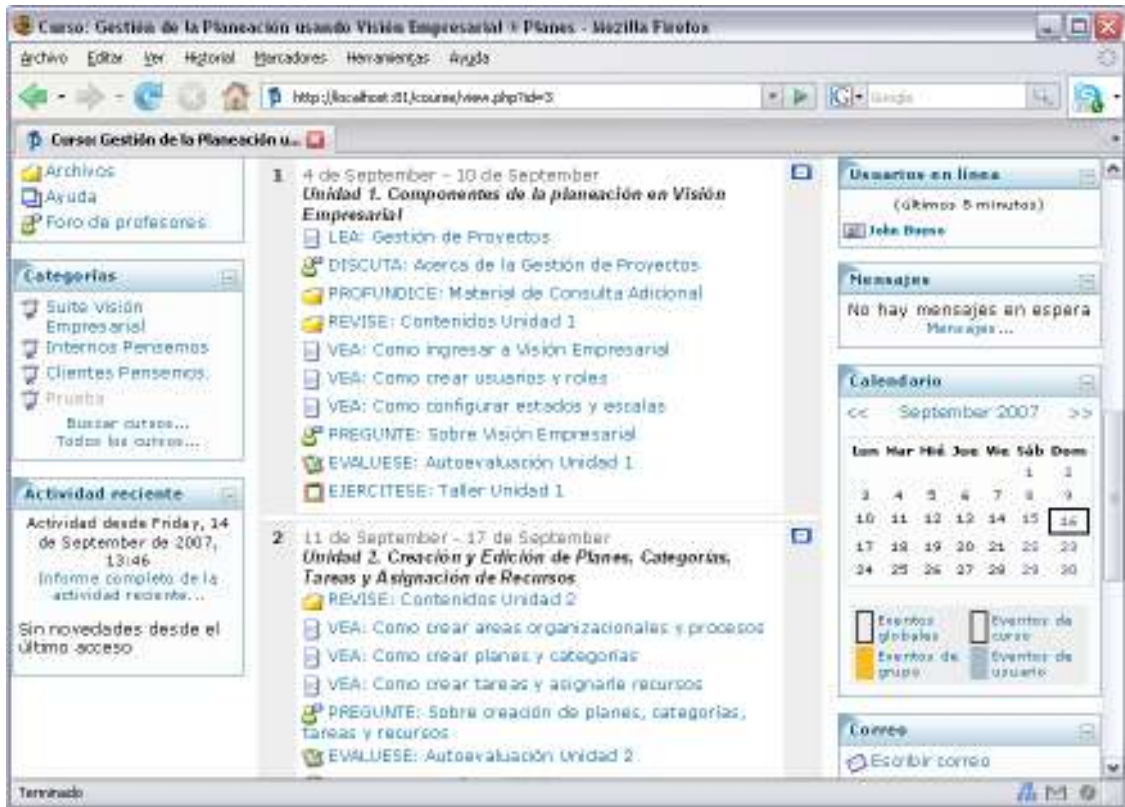 Curso: Gestión de la Planeación usando Visión Empresarial ® Planes - Mozilla Firefox
Archivo Editar Ver Historial Marcadores Herramientas Ayuda
http://localhost:81/course/view.php?id=3
Google
Curso: Gestión de la Planeación u...
Archivos
Ayuda
Foro de profesores
Categorías
Suite Visión
Empresarial
Internos Pensemos
Clientes Pensemos.
Prueba
Buscar cursos...
Todos los cursos...
Actividad reciente
Actividad desde Friday, 14
de September de 2007,
13:46
Informe completo de la
actividad reciente...
Sin novedades desde el
último acceso
1 4 de September - 10 de September
Unidad 1. Componentes de la planeación en Visión
Empresarial
LEA: Gestión de Proyectos
DISCUTA: Acerca de la Gestión de Proyectos
PROFUNDICE: Material de Consulta Adicional
REVISE: Contenidos Unidad 1
VEA: Como ingresar a Visión Empresarial
VEA: Como crear usuarios y roles
VEA: Como configurar estados y escalas
PREGUNTE: Sobre Visión Empresarial
EVALUESE: Autoevaluación Unidad 1
EJERCITESE: Taller Unidad 1
2 11 de September - 17 de September
Unidad 2. Creación y Edición de Planes, Categorías,
Tareas y Asignación de Recursos
REVISE: Contenidos Unidad 2
VEA: Como crear areas organizacionales y procesos
VEA: Como crear planes y categorías
VEA: Como crear tareas y asignarle recursos
PREGUNTE: Sobre creación de planes, categorías,
tareas y recursos
EVALUESE: Autoevaluación Unidad 2
Usuarios en línea
(últimos 5 minutos)
John
Mensajes
No hay mensajes en espera
Mensajes...
Calendario
<< September 2007 >>
Lun Mar Mié Jue Vie Sáb Dom
1 2
3 4 5 6 7 8 9
10 11 12 13 14 15 16
17 18 19 20 21 22 23
24 25 26 27 28 29 30
Eventos globales
Eventos de curso
Eventos de grupo
Eventos de usuario
Correo
Escribir correo
Terminado